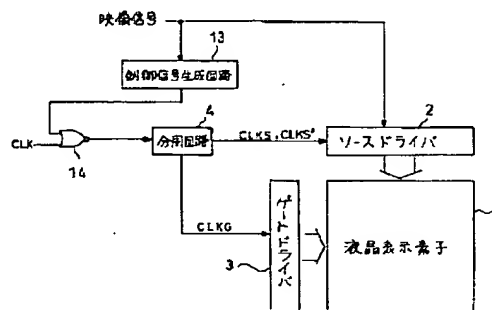 映像信号
13
制御信号生成回路
4
CLK
14
分周回路
CLKS,CLKS'
2
ソースドライバ
CLKG
3
ゲートドライバ
液晶表示素子